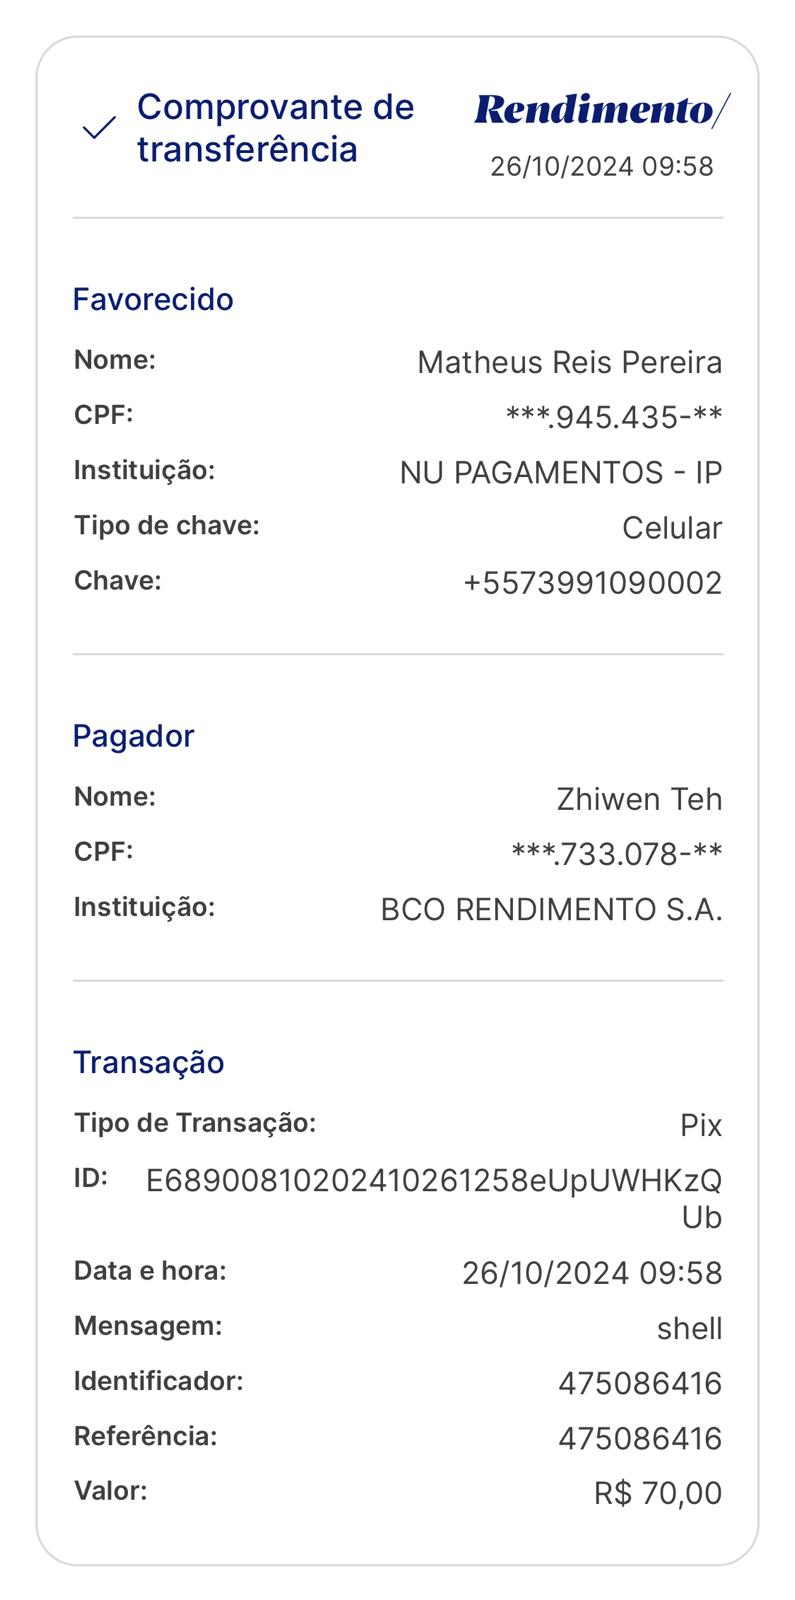 Comprovante de
transferência
Rendimento/
26/10/2024 09:58
Favorecido
Nome: Matheus Reis Pereira
CPF: ***.945.435-**
Instituição: NU PAGAMENTOS - IP
Tipo de chave: Celular
Chave: +5573991090002
Pagador
Nome: Zhiwen Teh
CPF: ***.733.078-**
Instituição: BCO RENDIMENTO S.A.
Transação
Tipo de Transação: Pix
ID: E68900810202410261258eUpUWHKzQ
Ub
Data e hora: 26/10/2024 09:58
Mensagem: shell
Identificador: 475086416
Referência: 475086416
Valor: R$ 70,00